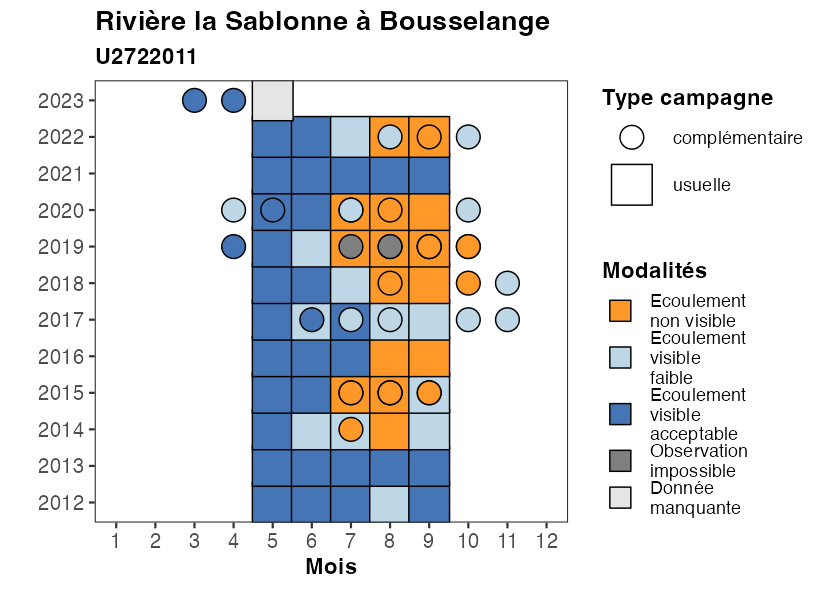 Rivière la Sablonne à Bousselange
U2722011
2023
2022
2021
2020
2019
2018
2017
2016
2015
2014
2013
2012
1 2 3 4 5 6 7 8 9 10 11 12
Mois
Type campagne
complémentaire
usuelle
Modalités
Ecoulement
non visible
Ecoulement
visible
faible
Ecoulement
visible
acceptable
Observation
impossible
Donnée
manquante